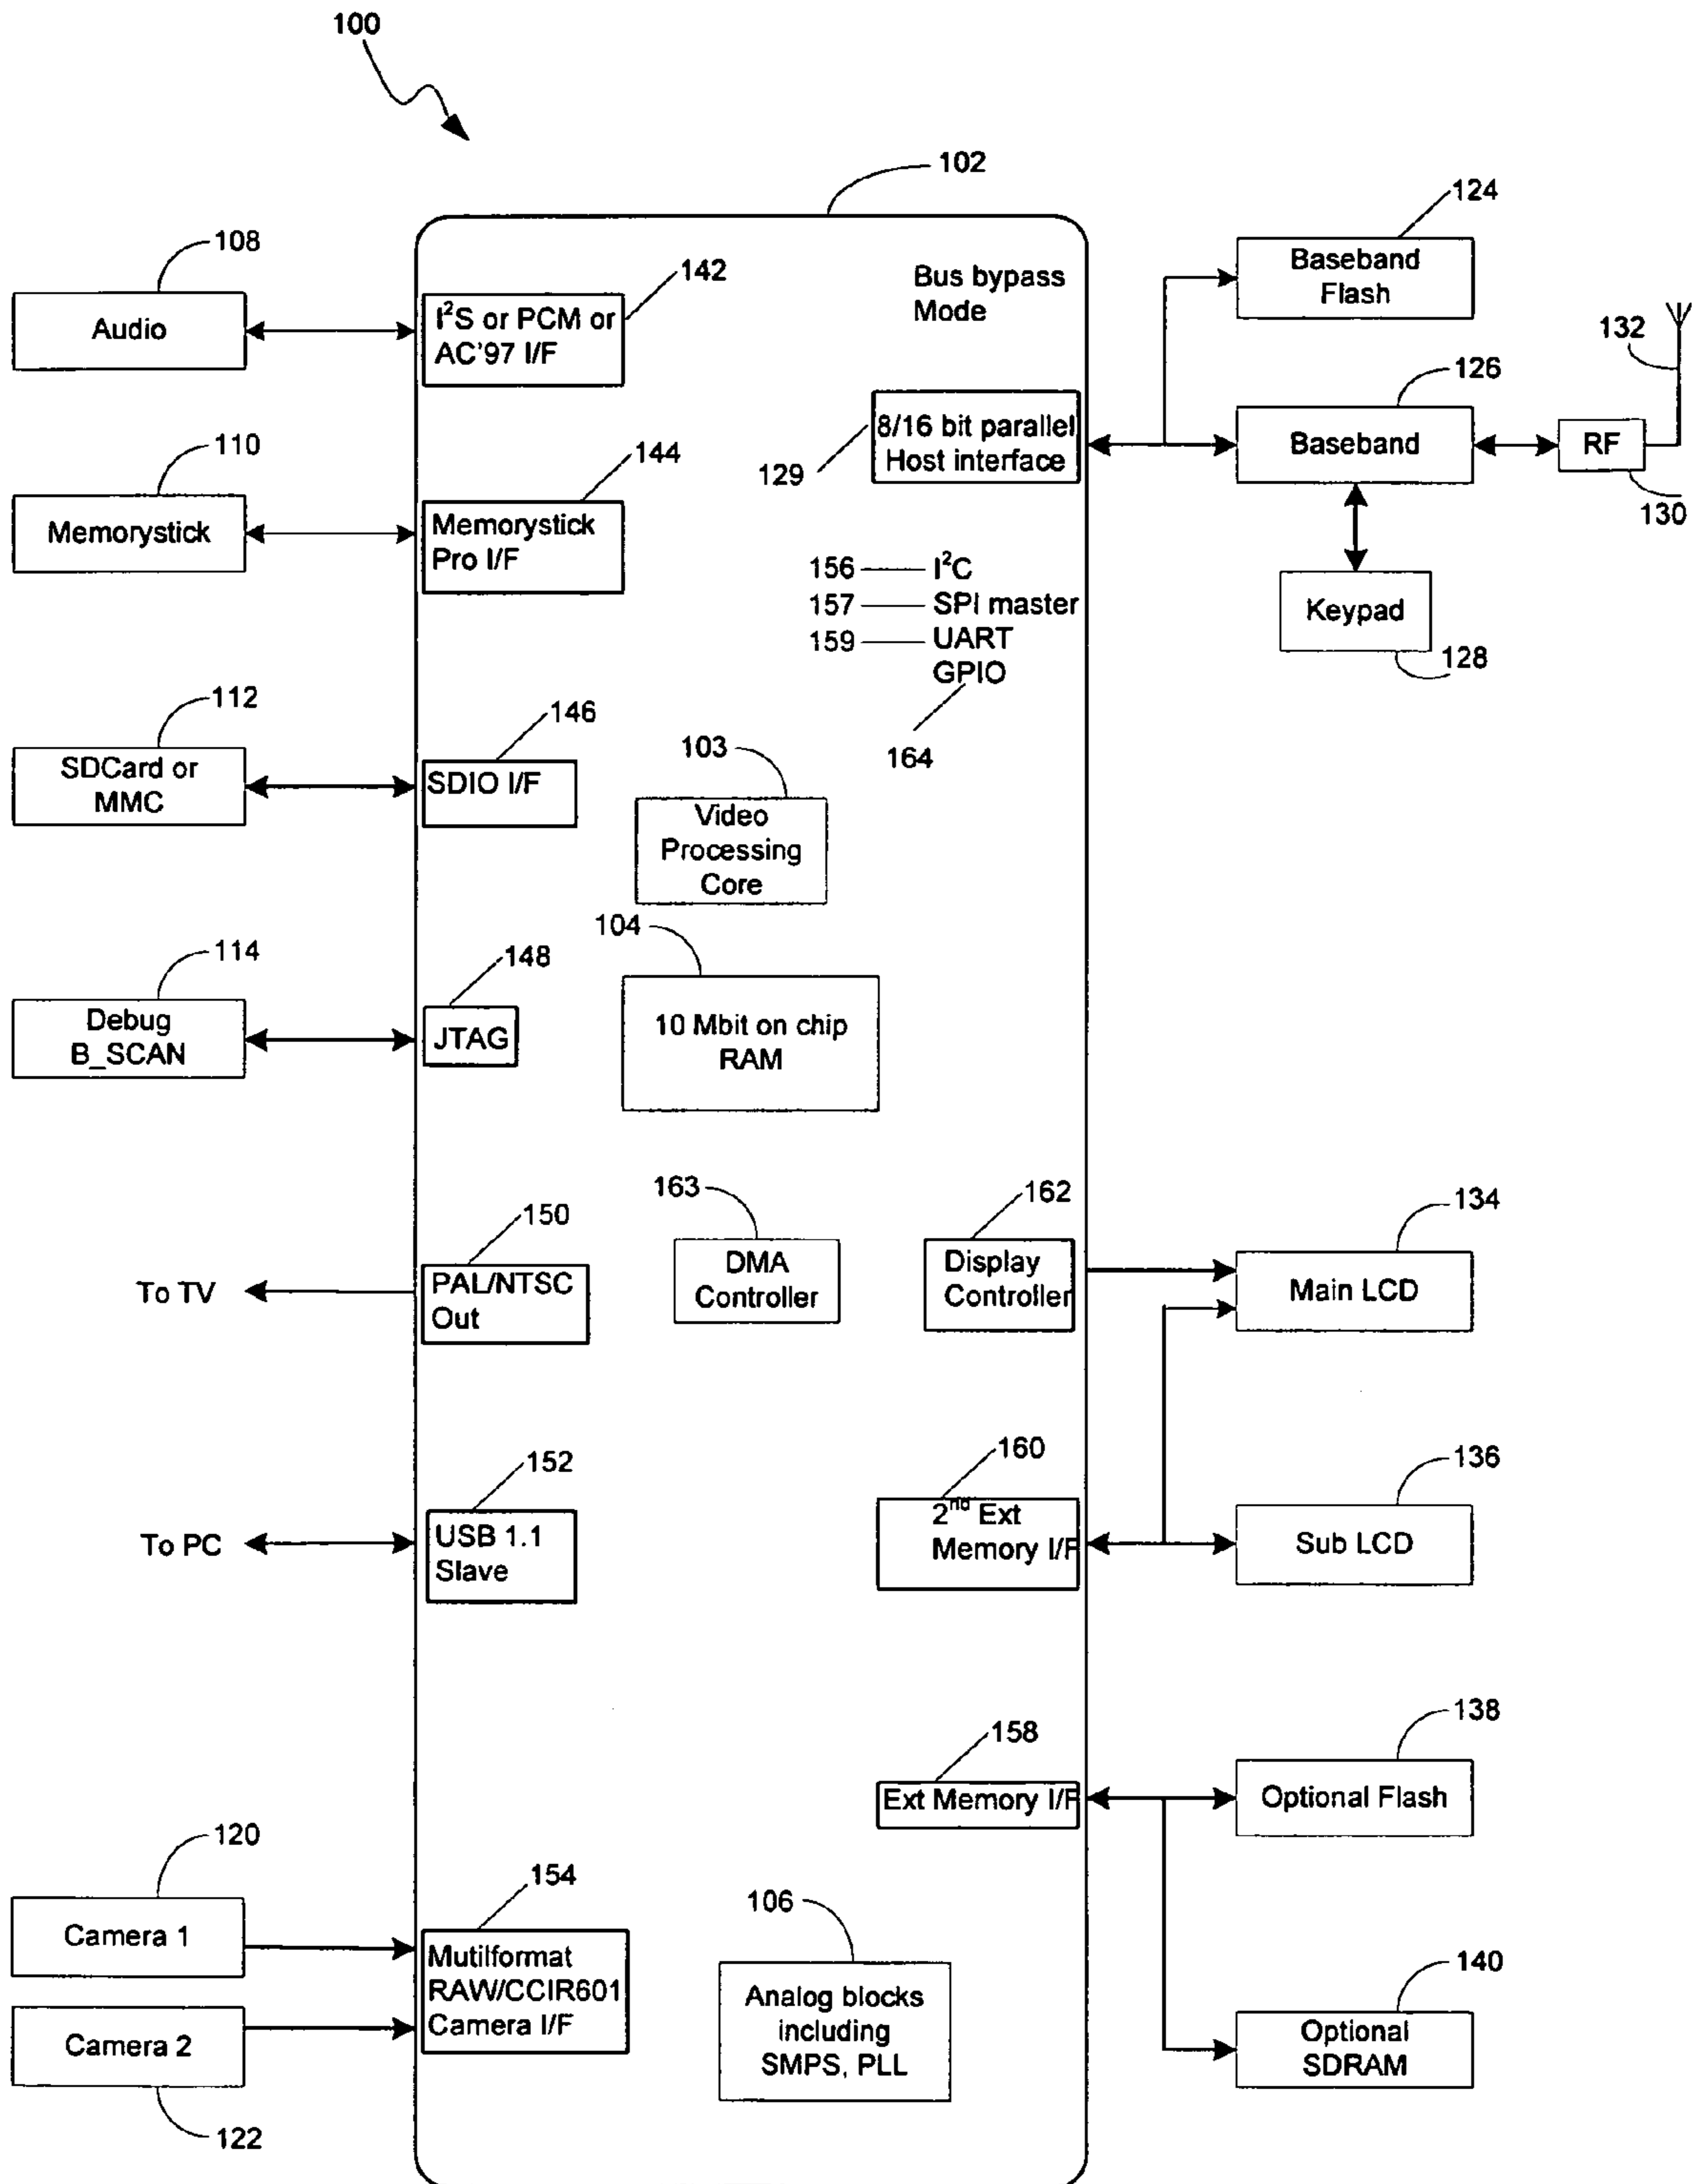 100
102
108
Audio
142
I²S or PCM or
AC'97 I/F
Bus bypass
Mode
124
Baseband
Flash
110
Memorystick
144
Memorystick
Pro I/F
129
8/16 bit parallel
Host interface
126
Baseband
132
RF
130
156
I²C
157
SPI master
159
UART
GPIO
164
Keypad
128
112
SDCard or
MMC
146
SDIO I/F
103
Video
Processing
Core
114
Debug
B_SCAN
148
JTAG
104
10 Mbit on chip
RAM
To TV
150
PAL/NTSC
Out
163
DMA
Controller
162
Display
Controller
134
Main LCD
To PC
152
USB 1.1
Slave
160
2nd Ext
Memory I/F
136
Sub LCD
158
Ext Memory I/F
138
Optional Flash
120
Camera 1
Camera 2
122
154
Mutilformat
RAW/CCIR601
Camera I/F
106
Analog blocks
including
SMPS, PLL
140
Optional
SDRAM